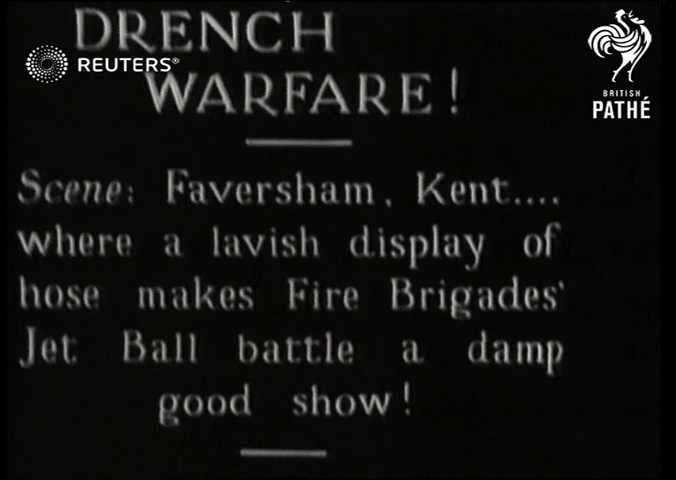 DRENCH
WARFARE!
REUTERS®
BRITISH
PATHÉ
Scene: Faversham, Kent....
where a lavish display of
hose makes Fire Brigades'
Jet Ball battle a damp
good show!